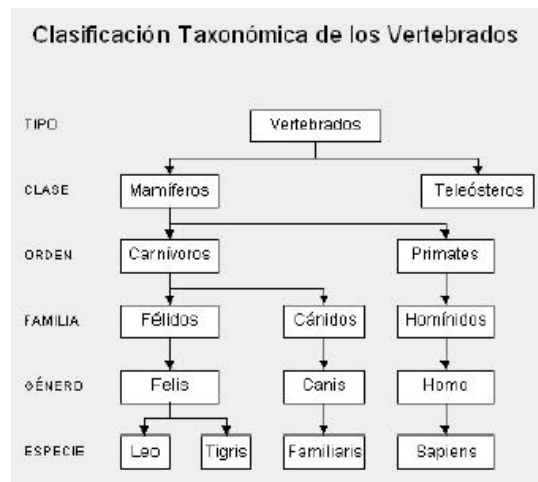 Clasificación Taxonómica de los Vertebrados
TIPO Vertebrados
CLASE Mamíferos Teleósteros
ORDEN Carnívoros Primates
FAMILIA Félidos Cánidos Homínidos
GÉNERO Felis Canis Homo
ESPECIE Leo Tigris Familiaris Sapiens